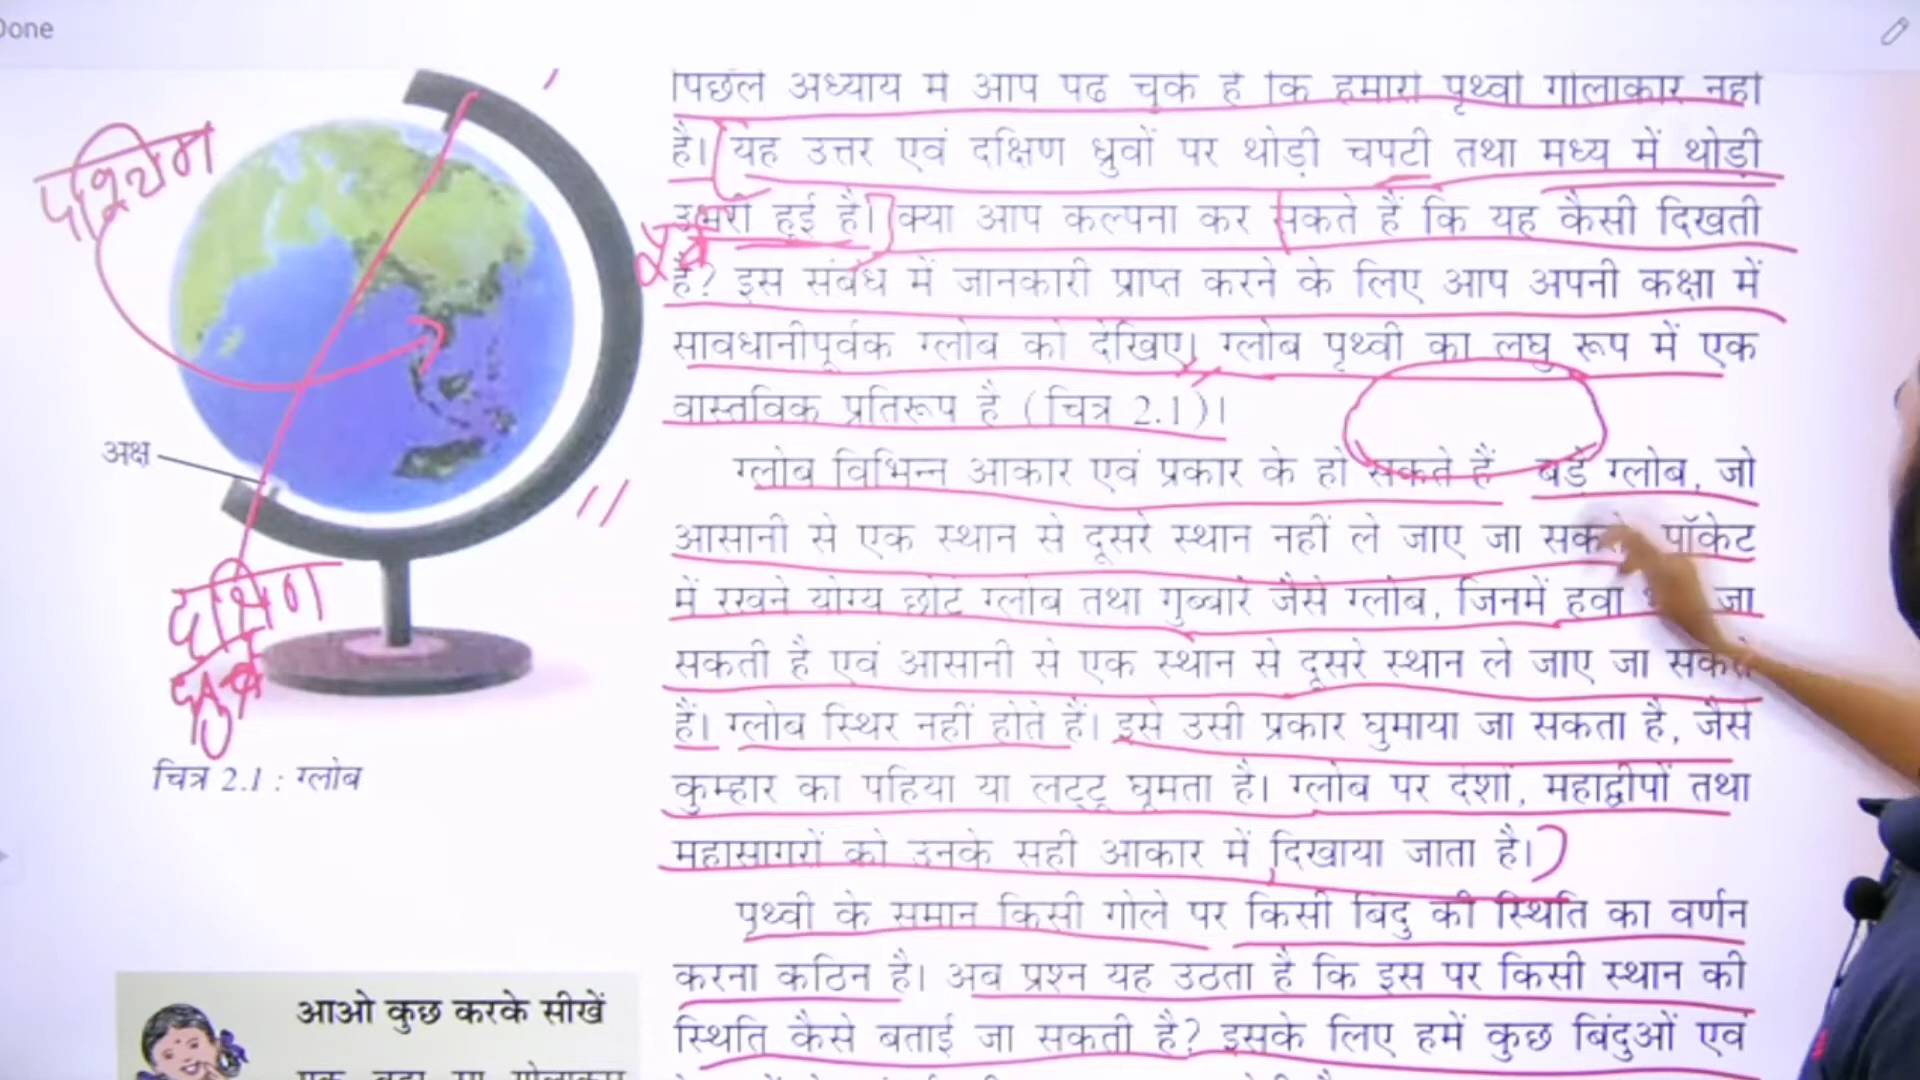 Done
पिछले अध्याय में आप पढ़ चुके हैं कि हमारी पृथ्वी गोलाकार नहीं
है। यह उत्तर एवं दक्षिण ध्रुवों पर थोड़ी चपटी तथा मध्य में थोड़ी
उभरी हुई है। क्या आप कल्पना कर सकते हैं कि यह कैसी दिखती
है? इस संबंध में जानकारी प्राप्त करने के लिए आप अपनी कक्षा में
सावधानीपूर्वक ग्लोब को देखिए। ग्लोब पृथ्वी का लघु रूप में एक
वास्तविक प्रतिरूप है (चित्र 2.1)।
ग्लोब विभिन्न आकार एवं प्रकार के हो सकते हैं बड़े ग्लोब, जो
आसानी से एक स्थान से दूसरे स्थान नहीं ले जाए जा सकते पॉकेट
में रखने योग्य छोटे ग्लोब तथा गुब्बारे जैसे ग्लोब, जिनमें हवा जा
सकती है एवं आसानी से एक स्थान से दूसरे स्थान ले जाए जा सकते
हैं। ग्लोब स्थिर नहीं होते हैं। इसे उसी प्रकार घुमाया जा सकता है, जैसे
कुम्हार का पहिया या लट्टू घूमता है। ग्लोब पर देशों, महाद्वीपों तथा
महासागरों को उनके सही आकार में दिखाया जाता है।
पृथ्वी के समान किसी गोले पर किसी बिंदु की स्थिति का वर्णन
करना कठिन है। अब प्रश्न यह उठता है कि इस पर किसी स्थान की
स्थिति कैसे बताई जा सकती है? इसके लिए हमें कुछ बिंदुओं एवं
पश्चिम
अक्ष
दक्षिण
चित्र 2.1 : ग्लोब
आओ कुछ करके सीखें